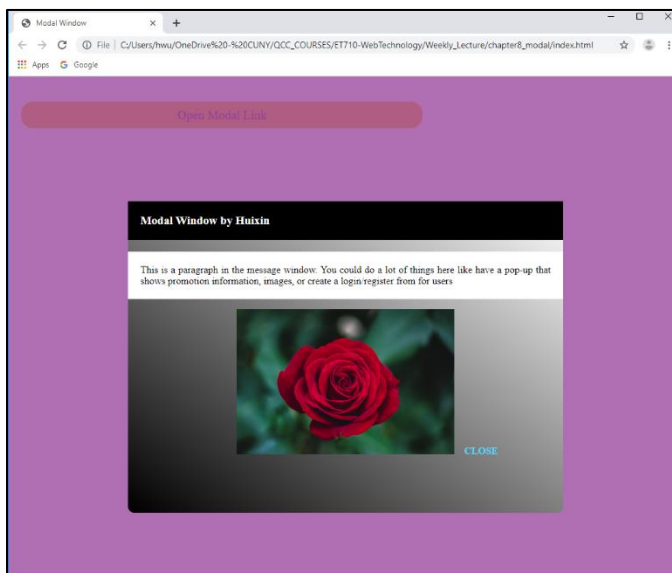 Modal Window
File | C:/Users/hwu/OneDrive%20-%20CUNY/QCC_COURSES/ET710-WebTechnology/Weekly_Lecture/chapter8_modal/index.html
Apps Google
Open Modal Link
Modal Window by Huixin
This is a paragraph in the message window. You could do a lot of things here like have a pop-up that
shows promotion information, images, or create a login/register from for users
CLOSE